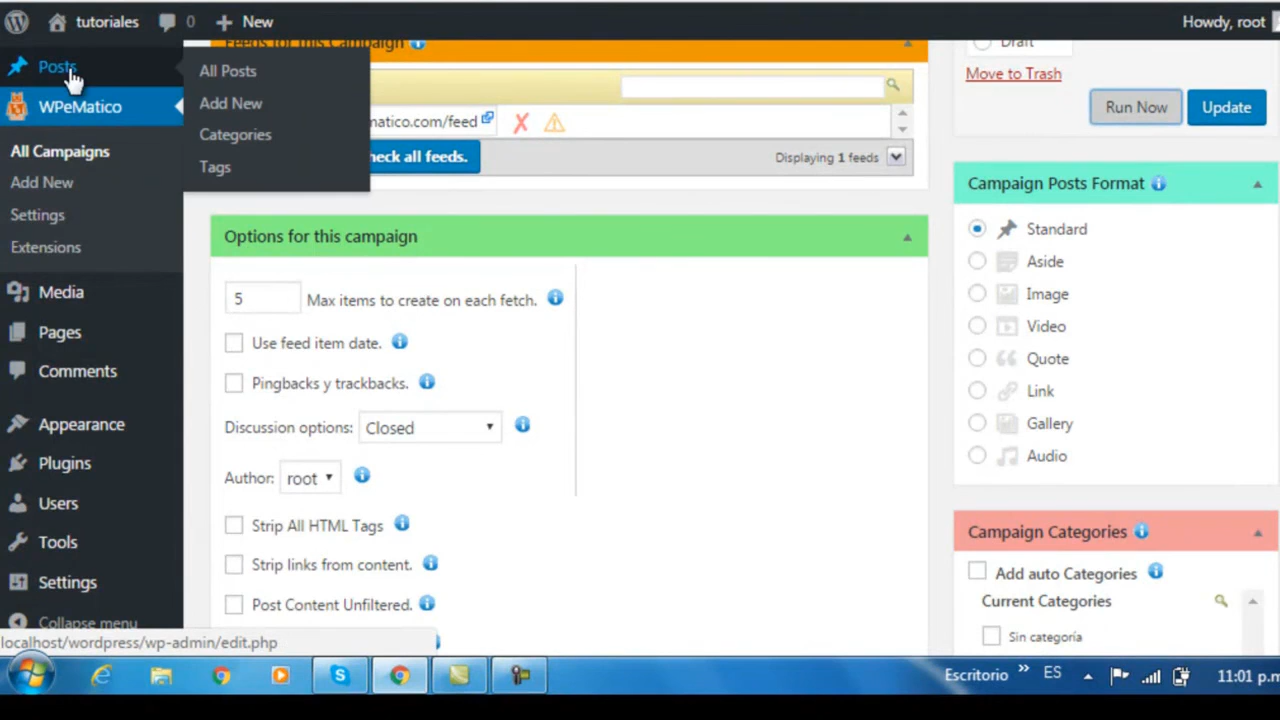 tutoriales 0 New Howdy, root
Posts
WPeMatico
All Campaigns
Add New
Settings
Extensions
Media
Pages
Comments
Appearance
Plugins
Users
Tools
Settings
Collapse menu
All Posts
Add New
Categories
Tags
Feeds for this Campaign
matico.com/feed
heck all feeds.
Displaying 1 feeds
Options for this campaign
5 Max items to create on each fetch.
Use feed item date.
Pingbacks y trackbacks.
Discussion options: Closed
Author: root
Strip All HTML Tags
Strip links from content.
Post Content Unfiltered.
Draft
Move to Trash
Run Now Update
Campaign Posts Format
Standard
Aside
Image
Video
Quote
Link
Gallery
Audio
Campaign Categories
Add auto Categories
Current Categories
Sin categoría
localhost/wordpress/wp-admin/edit.php
Escritorio » ES 11:01 p.m